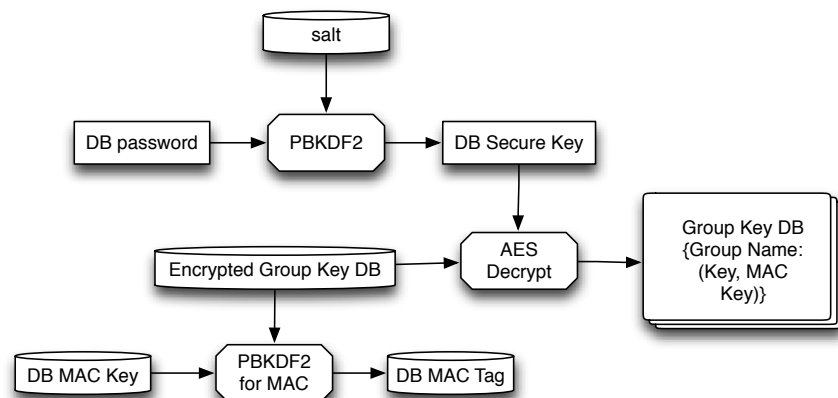 salt
DB password
PBKDF2
DB Secure Key
Encrypted Group Key DB
AES
Decrypt
Group Key DB
{Group Name:
(Key, MAC
Key)}
DB MAC Key
PBKDF2
for MAC
DB MAC Tag